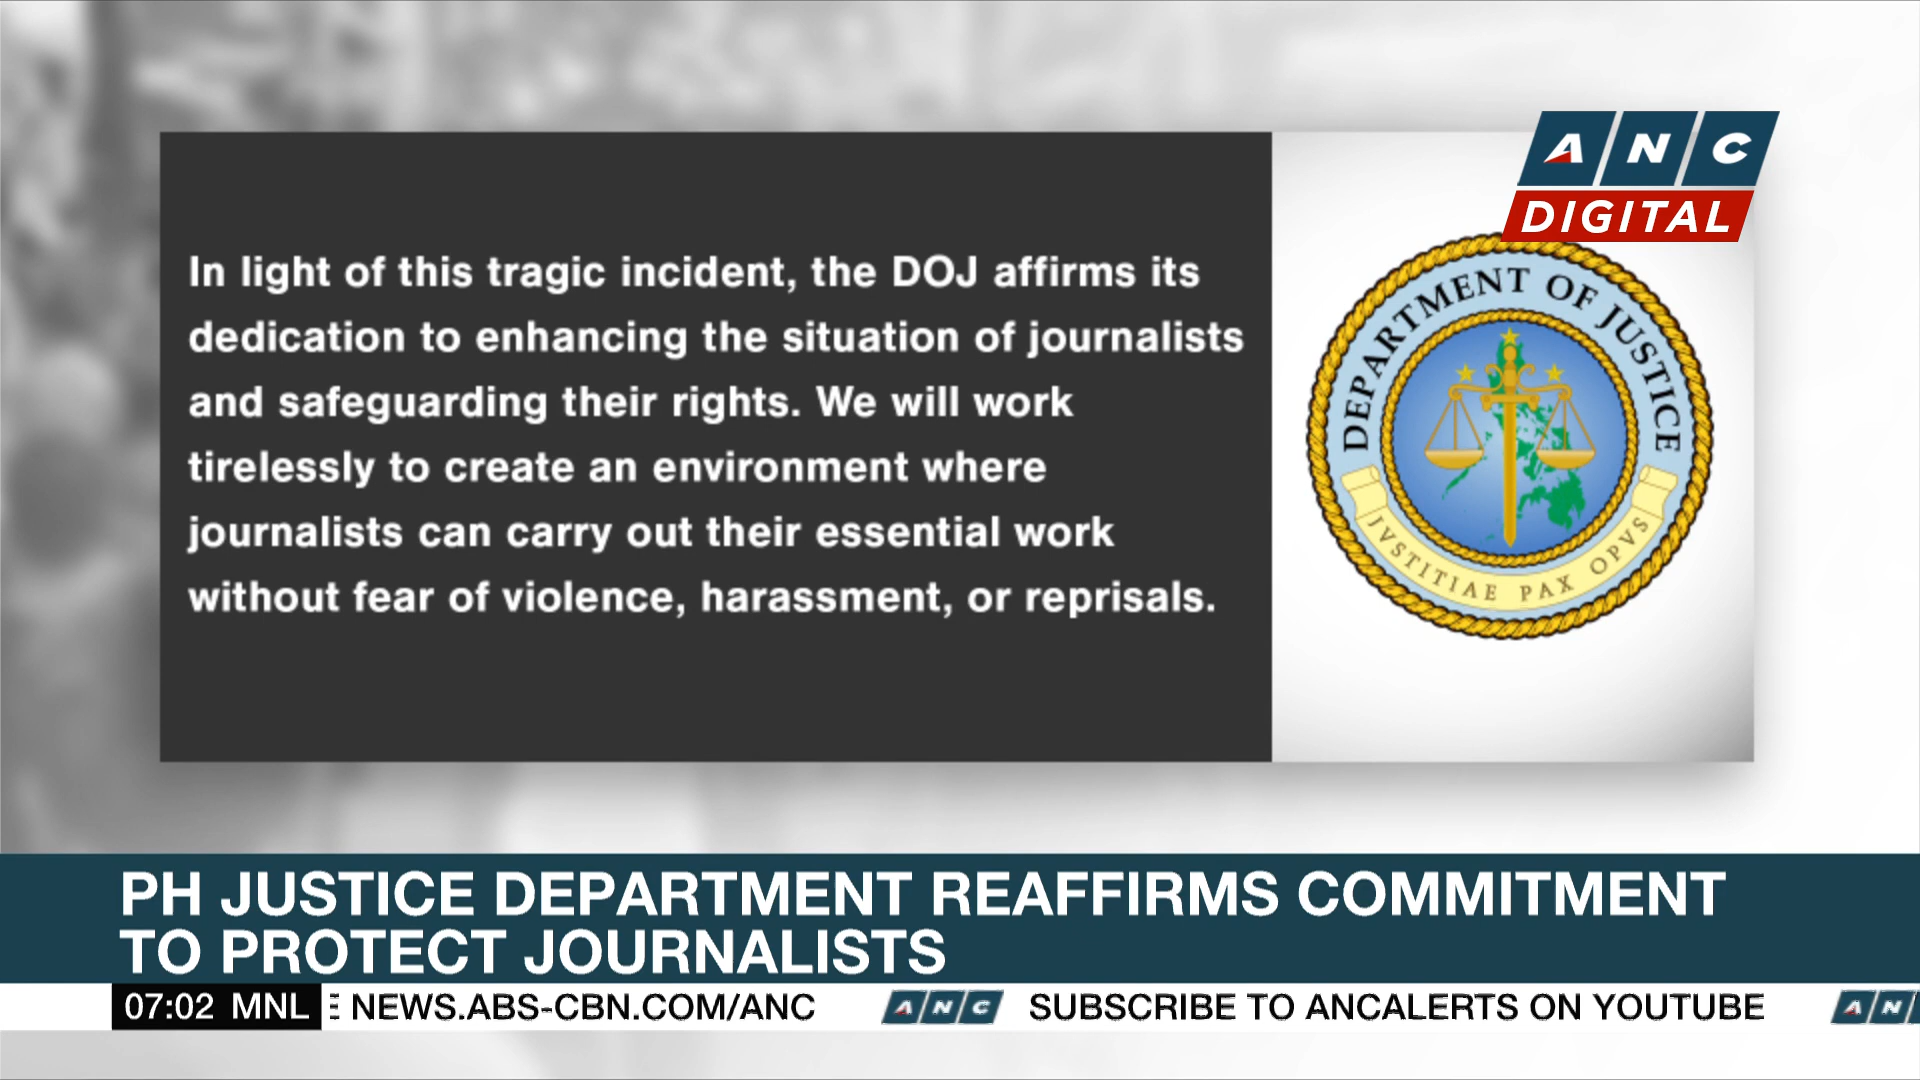 ANC
DIGITAL
In light of this tragic incident, the DOJ affirms its
dedication to enhancing the situation of journalists
and safeguarding their rights. We will work
tirelessly to create an environment where
journalists can carry out their essential work
without fear of violence, harassment, or reprisals.
DEPARTMENT OF JUSTICE
JVSTITIAE PAX OPVS
PH JUSTICE DEPARTMENT REAFFIRMS COMMITMENT
TO PROTECT JOURNALISTS
07:02 MNL NEWS.ABS-CBN.COM/ANC ANC SUBSCRIBE TO ANCALERTS ON YOUTUBE AN